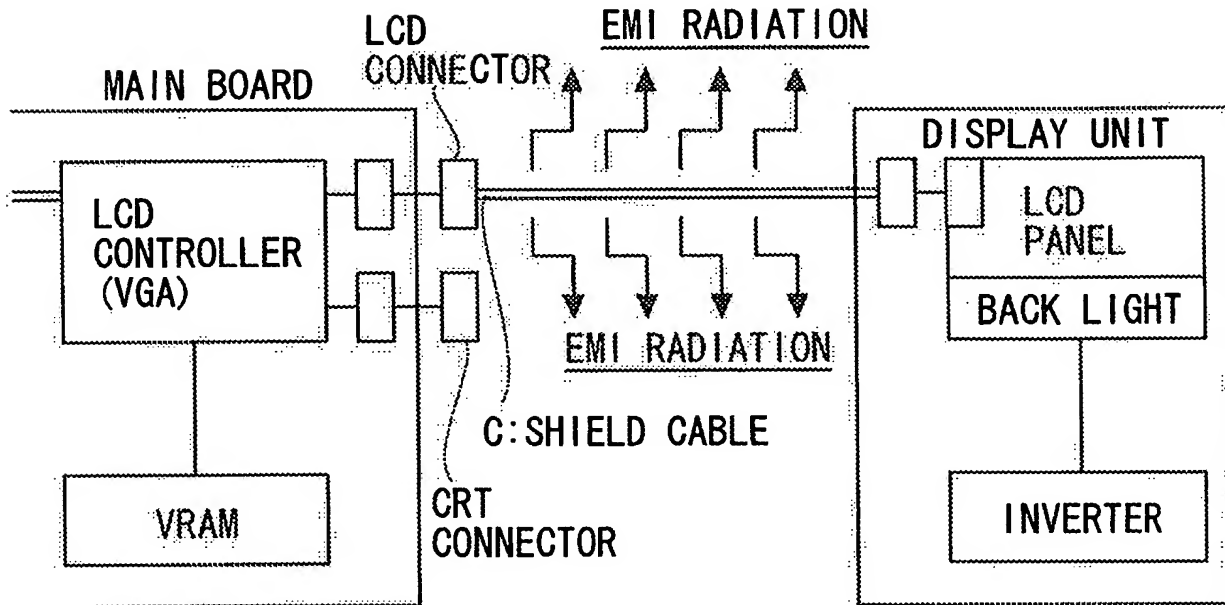 EMI RADIATION
LCD
CONNECTOR
MAIN BOARD
DISPLAY UNIT
LCD
CONTROLLER
(VGA)
LCD
PANEL
BACK LIGHT
EMI RADIATION
C:SHIELD CABLE
VRAM
CRT
CONNECTOR
INVERTER